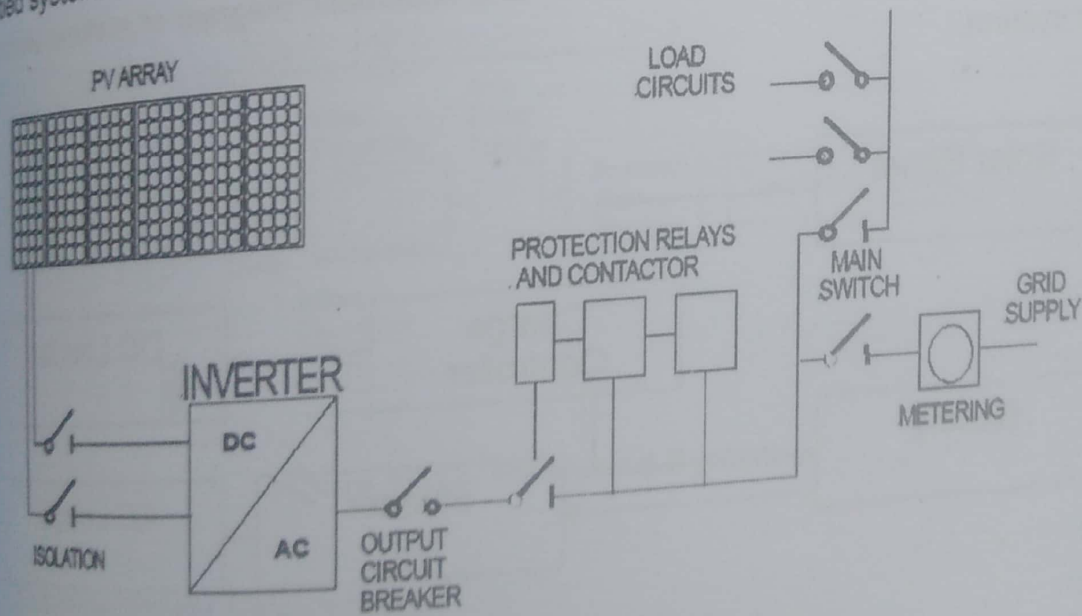 PV ARRAY
LOAD
CIRCUITS
PROTECTION RELAYS
AND CONTACTOR
MAIN
SWITCH
GRID
SUPPLY
METERING
INVERTER
DC
AC
ISOLATION
OUTPUT
CIRCUIT
BREAKER